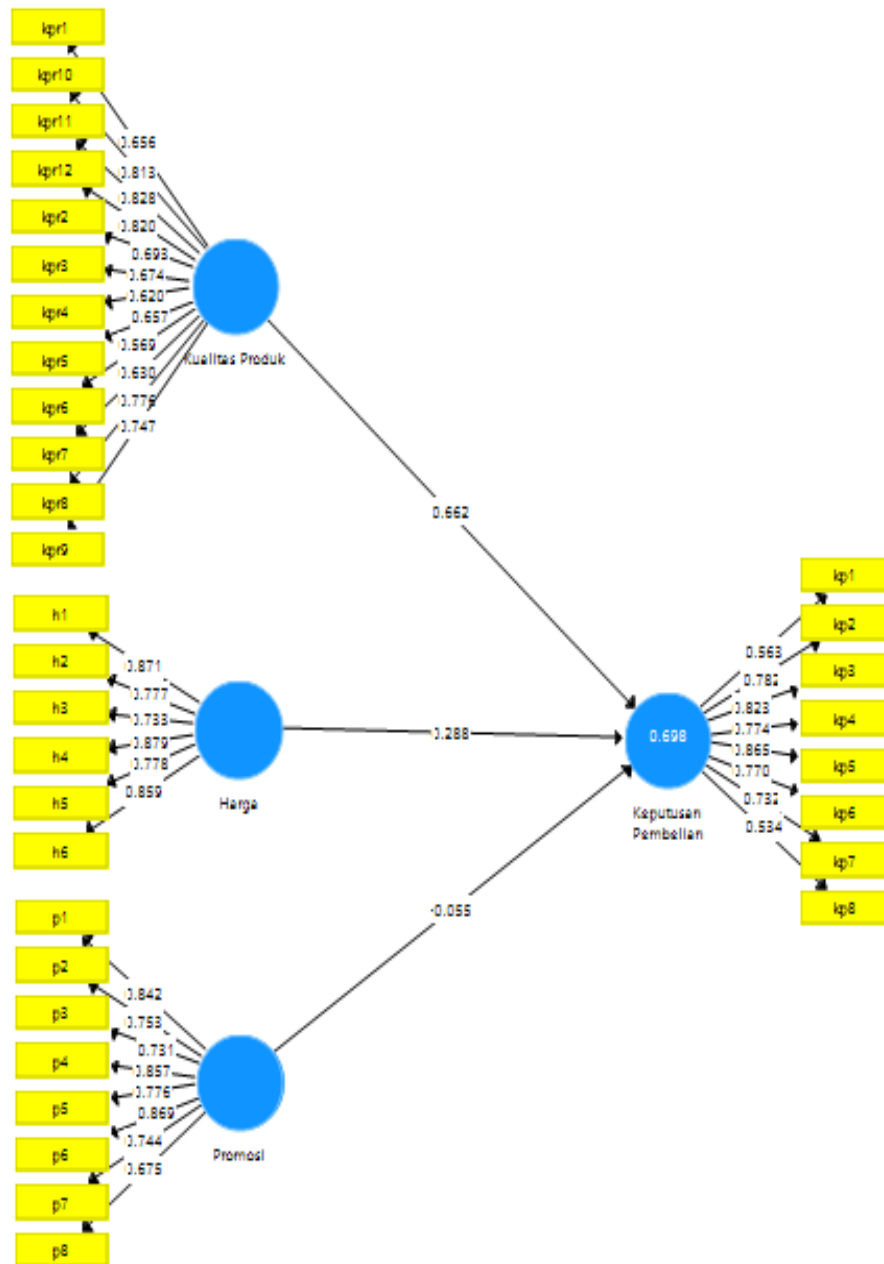 kpr1
kpr10
kpr11
kpr12
kpr2
kpr3
kpr4
kpr5
kpr6
kpr7
kpr8
kpr9
0.656
0.813
0.828
0.820
0.693
0.674
0.620
0.657
0.569
0.630
0.776
0.747
Kualitas Produk
0.662
h1
h2
h3
h4
h5
h6
0.871
0.777
0.733
0.879
0.778
0.859
Harga
0.288
p1
p2
p3
p4
p5
p6
p7
p8
0.842
0.753
0.731
0.857
0.776
0.869
0.744
0.675
Promosi
-0.055
0.698
Keputusan
Pembelian
0.563
0.782
0.823
0.774
0.865
0.770
0.732
0.534
kp1
kp2
kp3
kp4
kp5
kp6
kp7
kp8